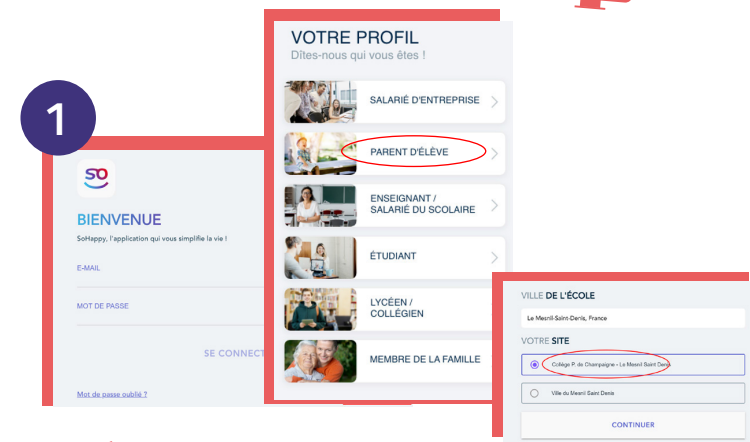 1
SO
BIENVENUE
SoHappy, l'application qui vous simplifie la vie !
E-MAIL
MOT DE PASSE
SE CONNECT
Mot de passe oublié ?
VOTRE PROFIL
Dîtes-nous qui vous êtes !
SALARIÉ D'ENTREPRISE
PARENT D'ÉLÈVE
ENSEIGNANT /
SALARIÉ DU SCOLAIRE
ÉTUDIANT
LYCÉEN /
COLLÉGIEN
MEMBRE DE LA FAMILLE
VILLE DE L'ÉCOLE
Le Mesnil-Saint-Denis, France
VOTRE SITE
Collège P. de Champaigne - Le Mesnil Saint Denis
Ville du Mesnil Saint Denis
CONTINUER